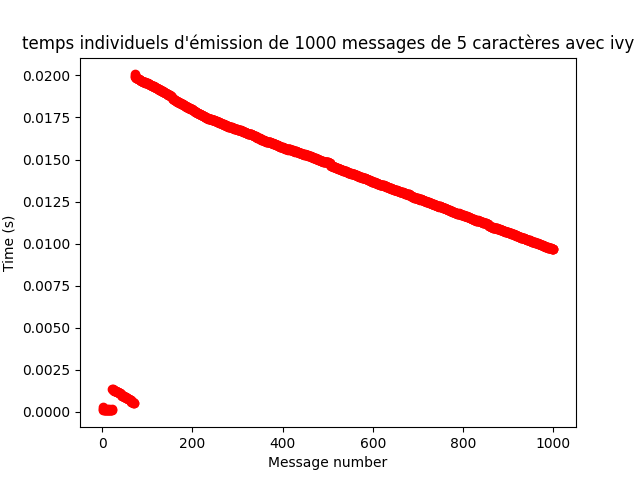 temps individuels d'émission de 1000 messages de 5 caractères avec ivy
0.0200
0.0175
0.0150
0.0125
0.0100
0.0075
0.0050
0.0025
0.0000
Time (s)
0 200 400 600 800 1000
Message number